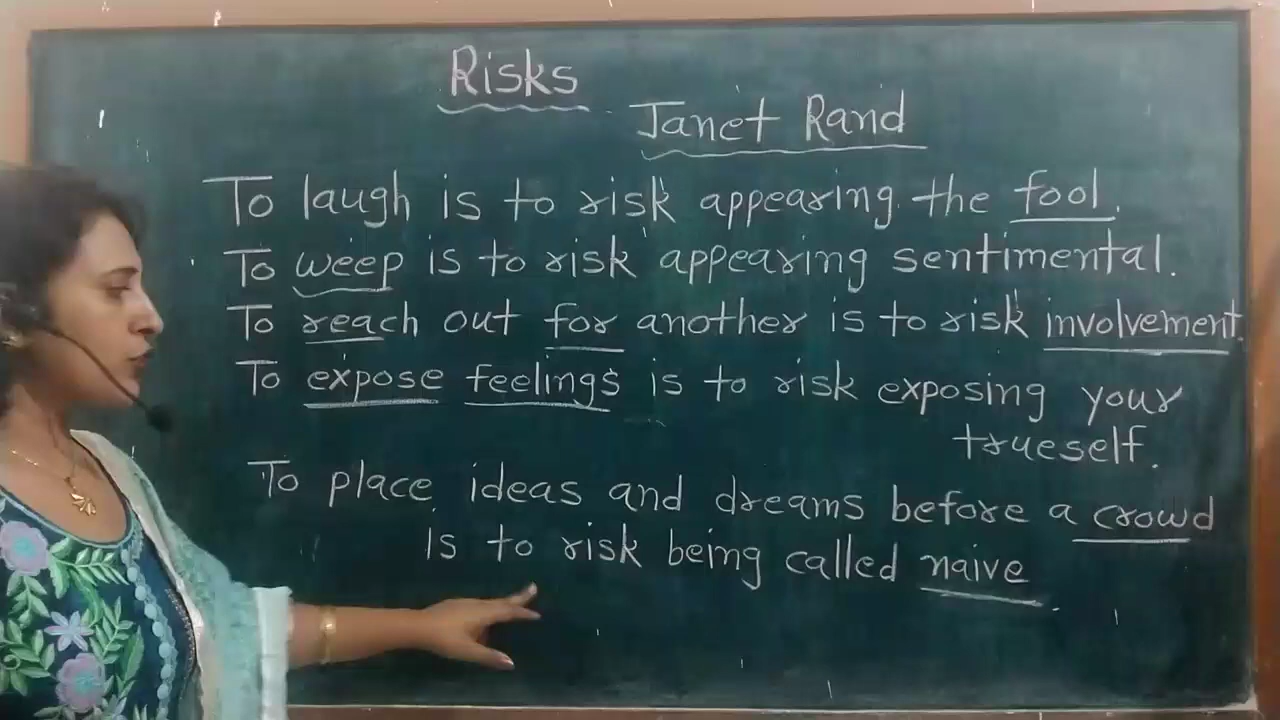 Risks
Janet Rand
To laugh is to risk appearing the fool.
To weep is to risk appearing sentimental.
To reach out for another is to risk involvement.
To expose feelings is to risk exposing your
trueself.
To place ideas and dreams before a crowd
is to risk being called naive.